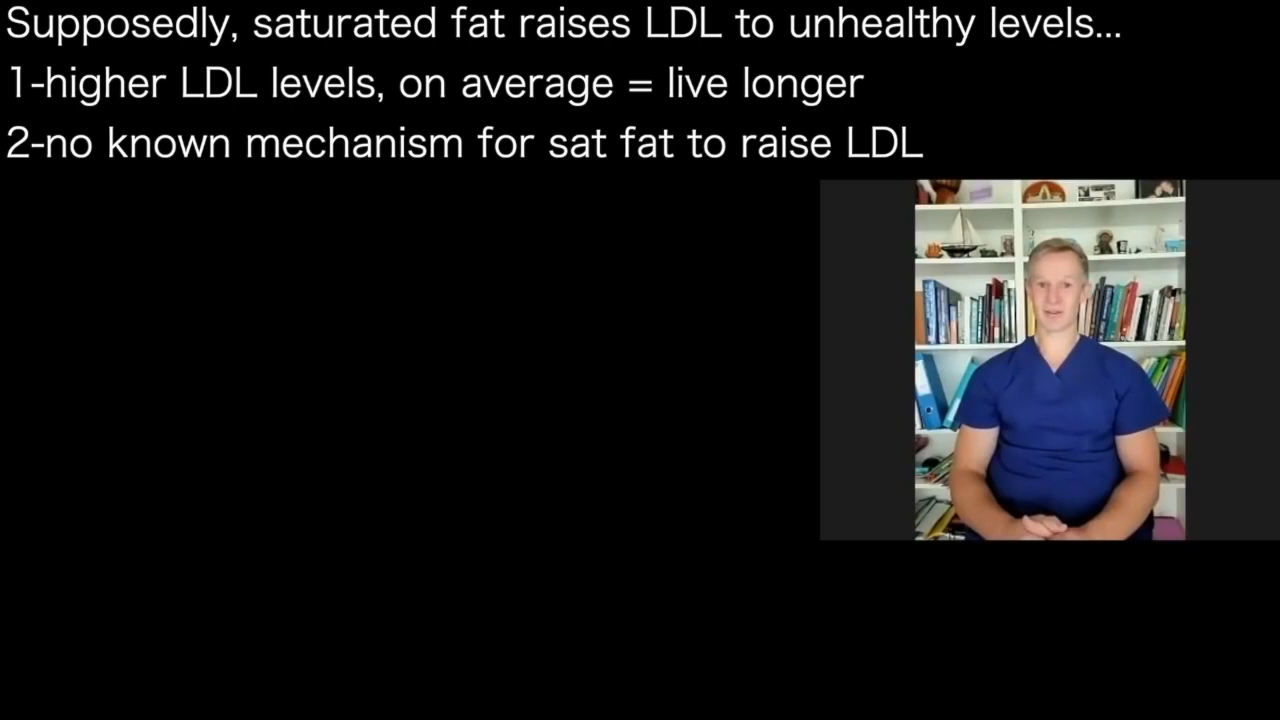 Supposedly, saturated fat raises LDL to unhealthy levels...
1-higher LDL levels, on average = live longer
2-no known mechanism for sat fat to raise LDL